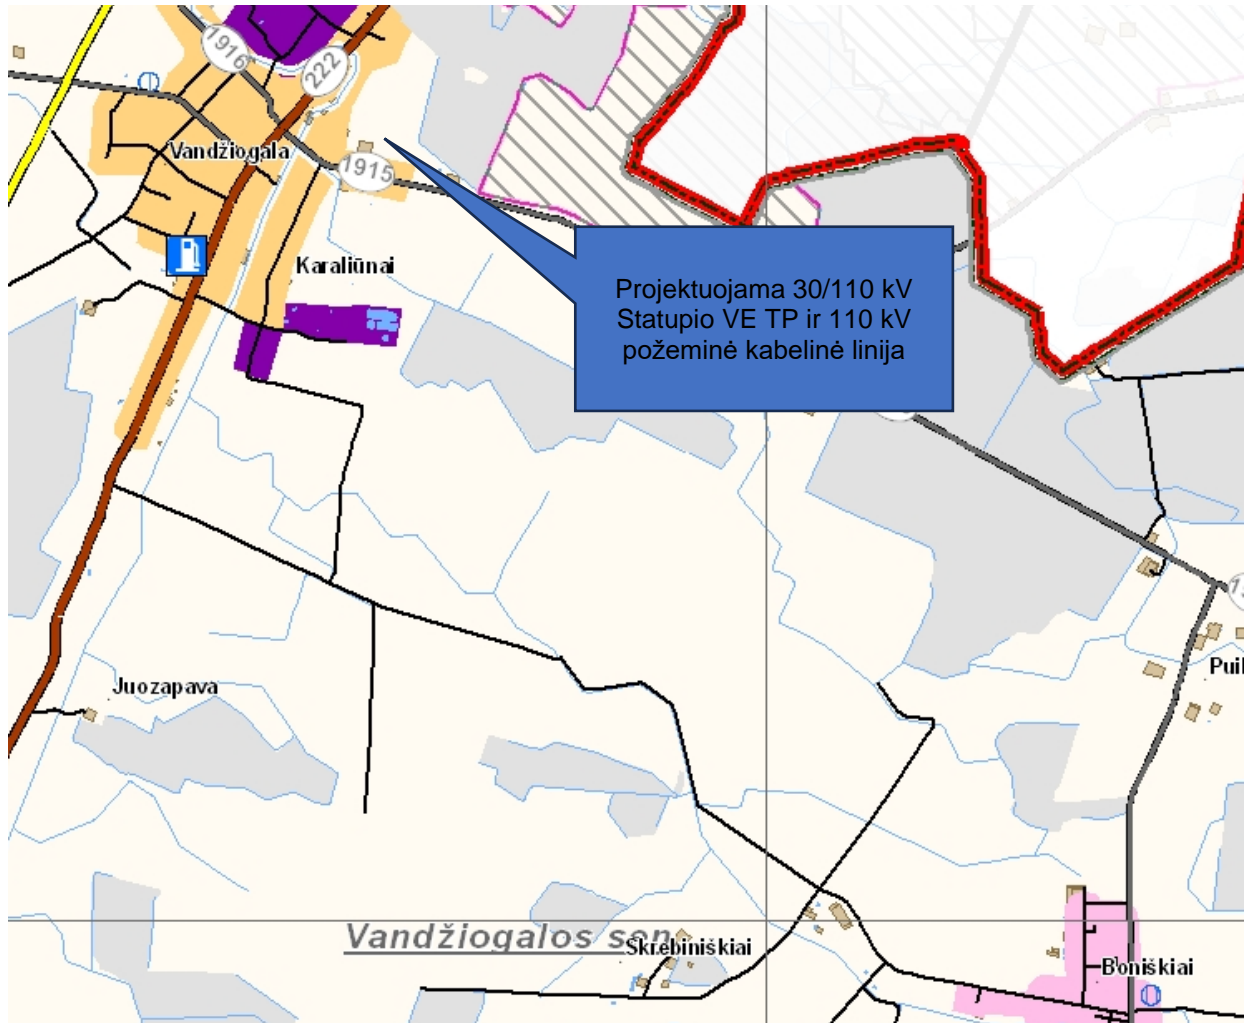 1916
222
Vandžiogala
1915
Karaliūnai
Projektuojama 30/110 kV
Statupio VE TP ir 110 kV
požeminė kabelinė linija
Juozapava
Vandžiogalos sen.
Skrebiniškiai
Boniškiai